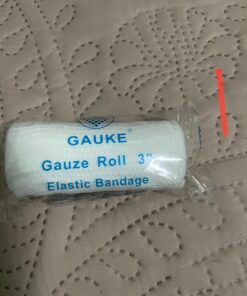 GAUKE®
Gauze Roll 3"
Elastic Bandage